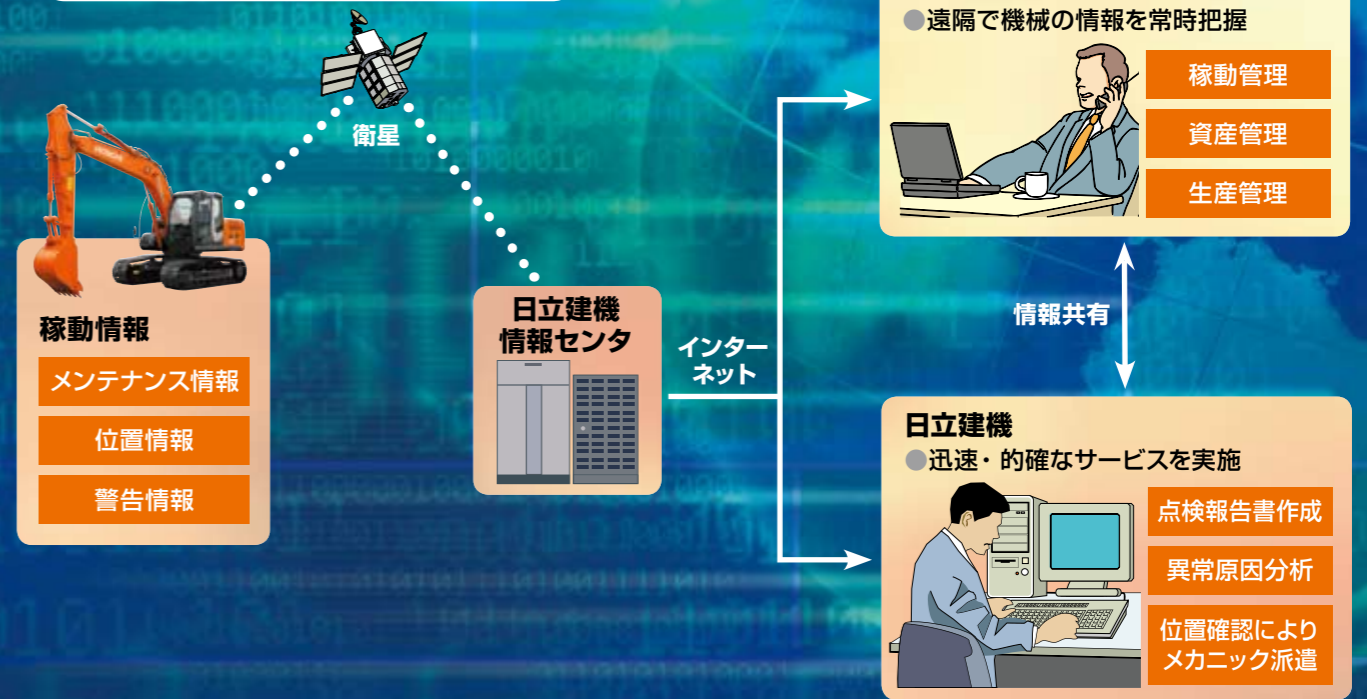 衛星
稼動情報
メンテナンス情報
位置情報
警告情報
日立建機
情報センタ
インター
ネット
●遠隔で機械の情報を常時把握
稼動管理
資産管理
生産管理
情報共有
日立建機
●迅速・的確なサービスを実施
点検報告書作成
異常原因分析
位置確認により
メカニック派遣